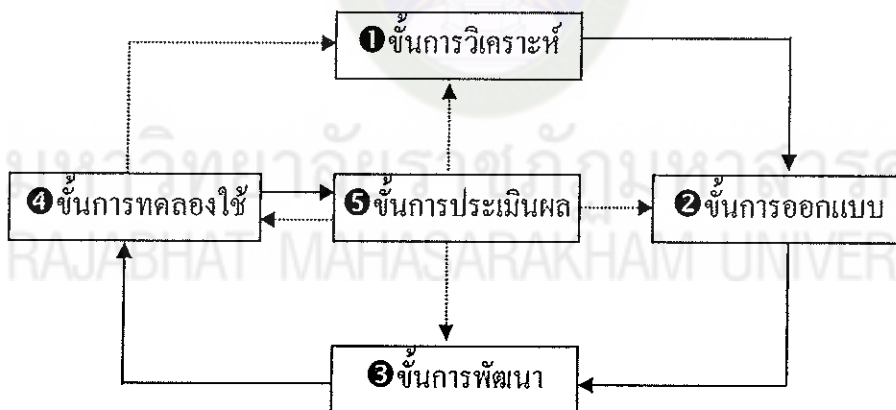 ❶ขั้นการวิเคราะห์
มหาวิทยาลัยราชภัฏมหาสารค
❹ขั้นการทดลองใช้ ❺ขั้นการประเมินผล ❷ขั้นการออกแบบ
RAJABHAT MAHASARAKHAM UNIVER
❸ขั้นการพัฒนา